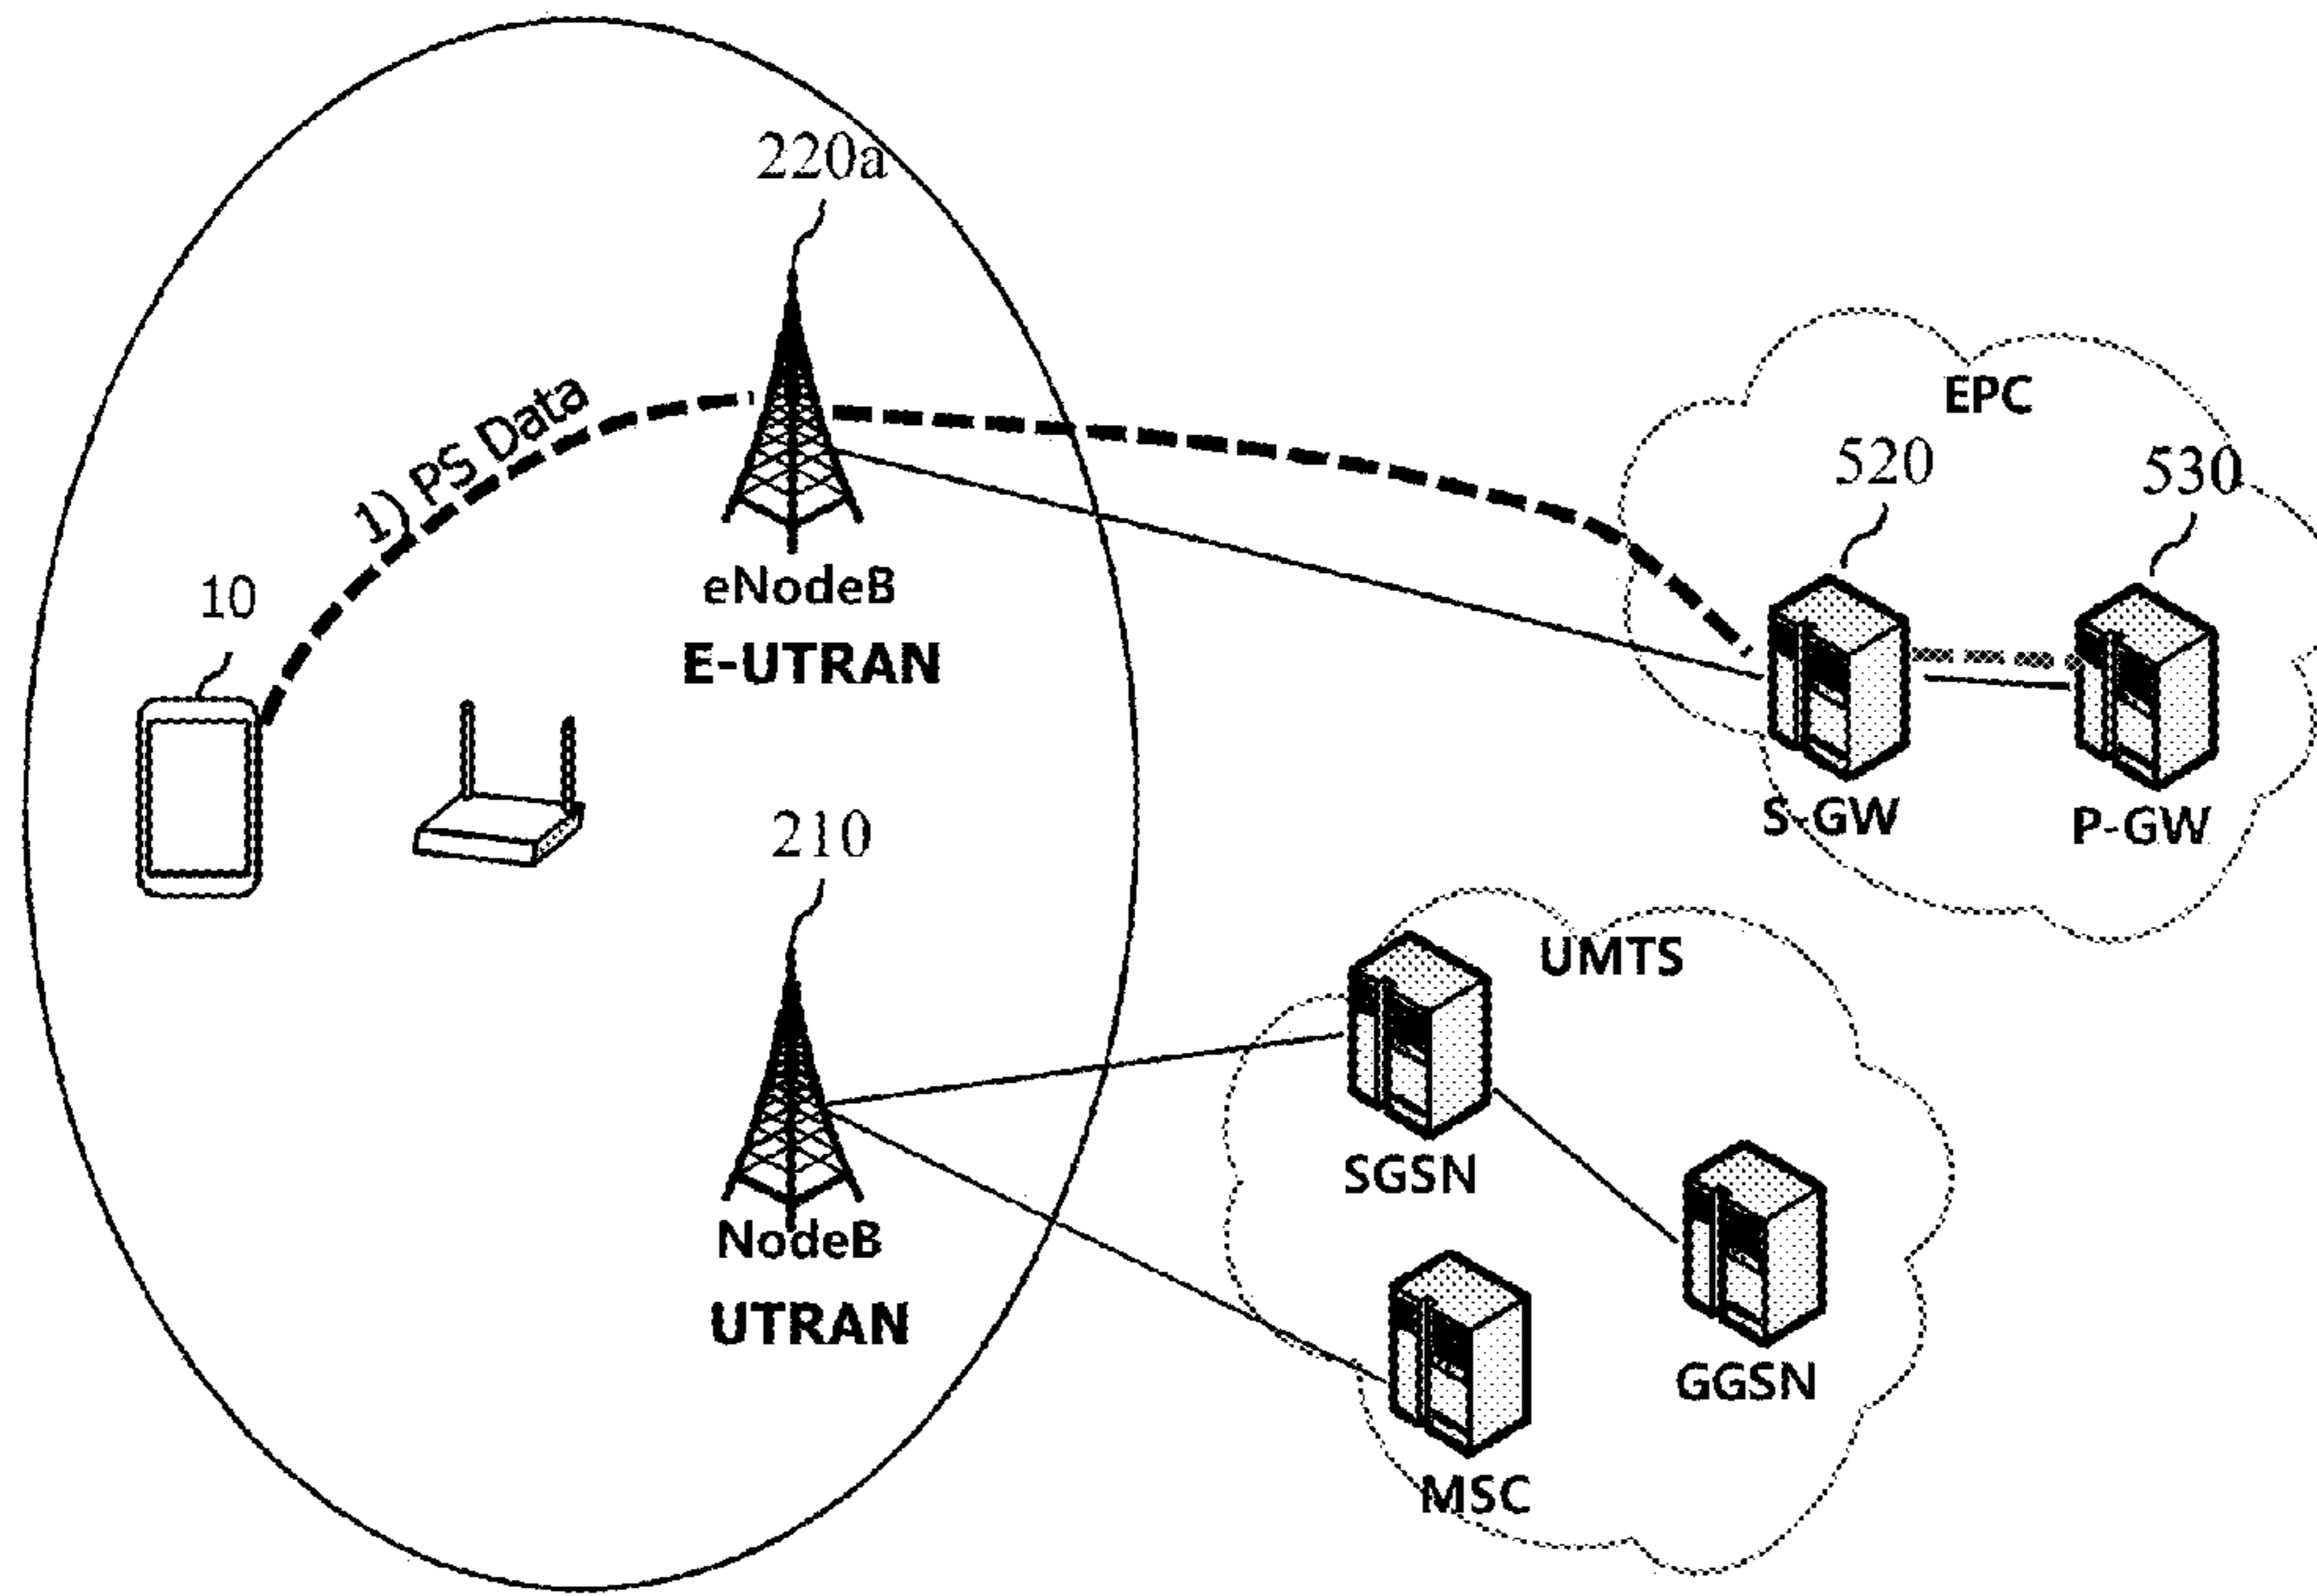 220a
EPC
520
530
1) PS Data
10
eNodeB
E-UTRAN
S-GW
P-GW
210
UMTS
SGSN
NodeB
UTRAN
GGSN
MSC